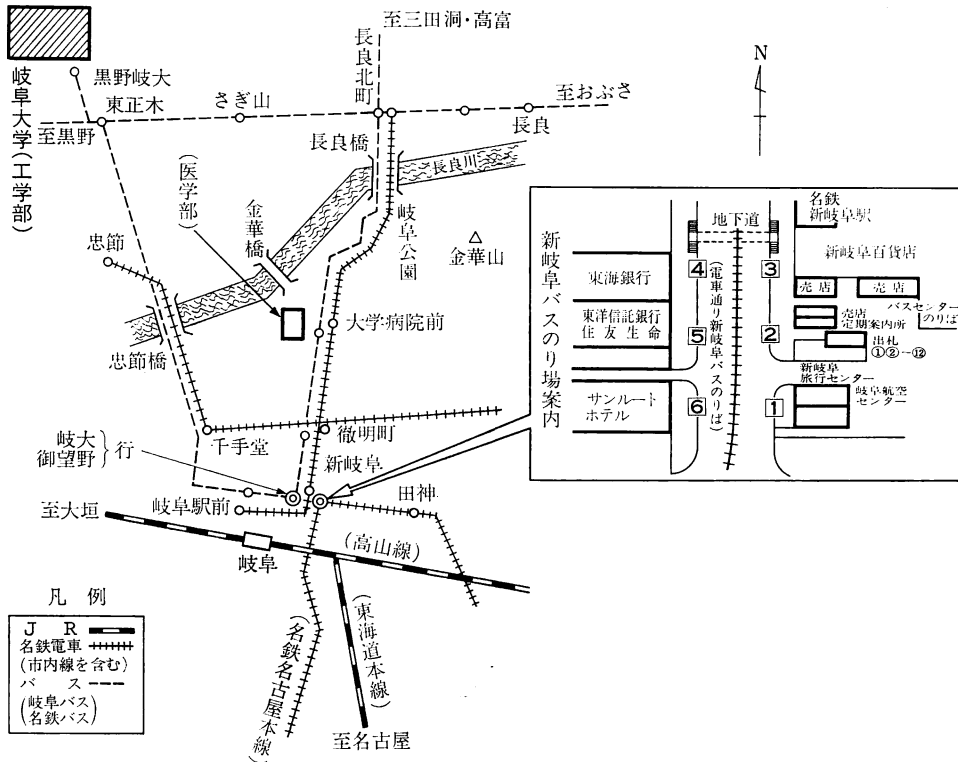 至三田洞・高富
長良北町
黒野岐大
東正木
さぎ山
至おぶさ
至黒野
長良
岐阜大学(工学部)
長良橋
長良川
(医学部)
金華橋
岐阜公園
金華山
忠節
忠節橋
大学病院前
千手堂
徹明町
岐大
御望野
行
新岐阜
岐阜駅前
田神
至大垣
岐阜
(高山線)
(東海道本線)
(名鉄名古屋本線)
至名古屋
凡例
JR
名鉄電車
(市内線を含む)
バス
(岐阜バス
名鉄バス)
N
新岐阜バスのり場案内
地下道
名鉄
新岐阜駅
新岐阜百貨店
4
3
東海銀行
売店
売店
(電車通り新岐阜バスのりば)
バスセンター
のりば
東洋信託銀行
住友生命
5
2
売店
定期案内所
出札
①②―⑫
新岐阜
旅行センター
サンルート
ホテル
6
1
岐阜航空
センター